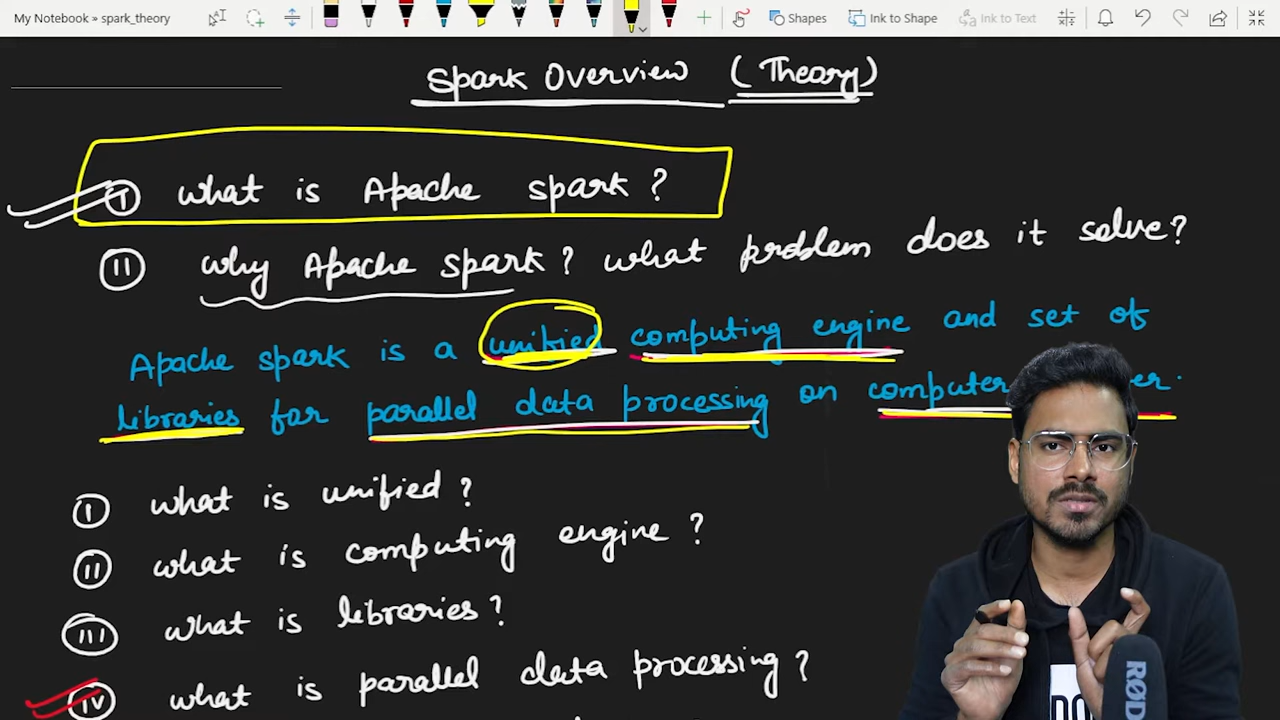 My Notebook » spark_theory
Shapes
Ink to Shape
Ink to Text
Spark Overview (Theory)
I what is Apache spark ?
II why Apache spark ? what problem does it solve?
Apache spark is a unified computing engine and set of
libraries for parallel data processing on computer
I what is unified ?
II what is computing engine ?
III what is libraries ?
IV what is parallel data processing ?
RØD